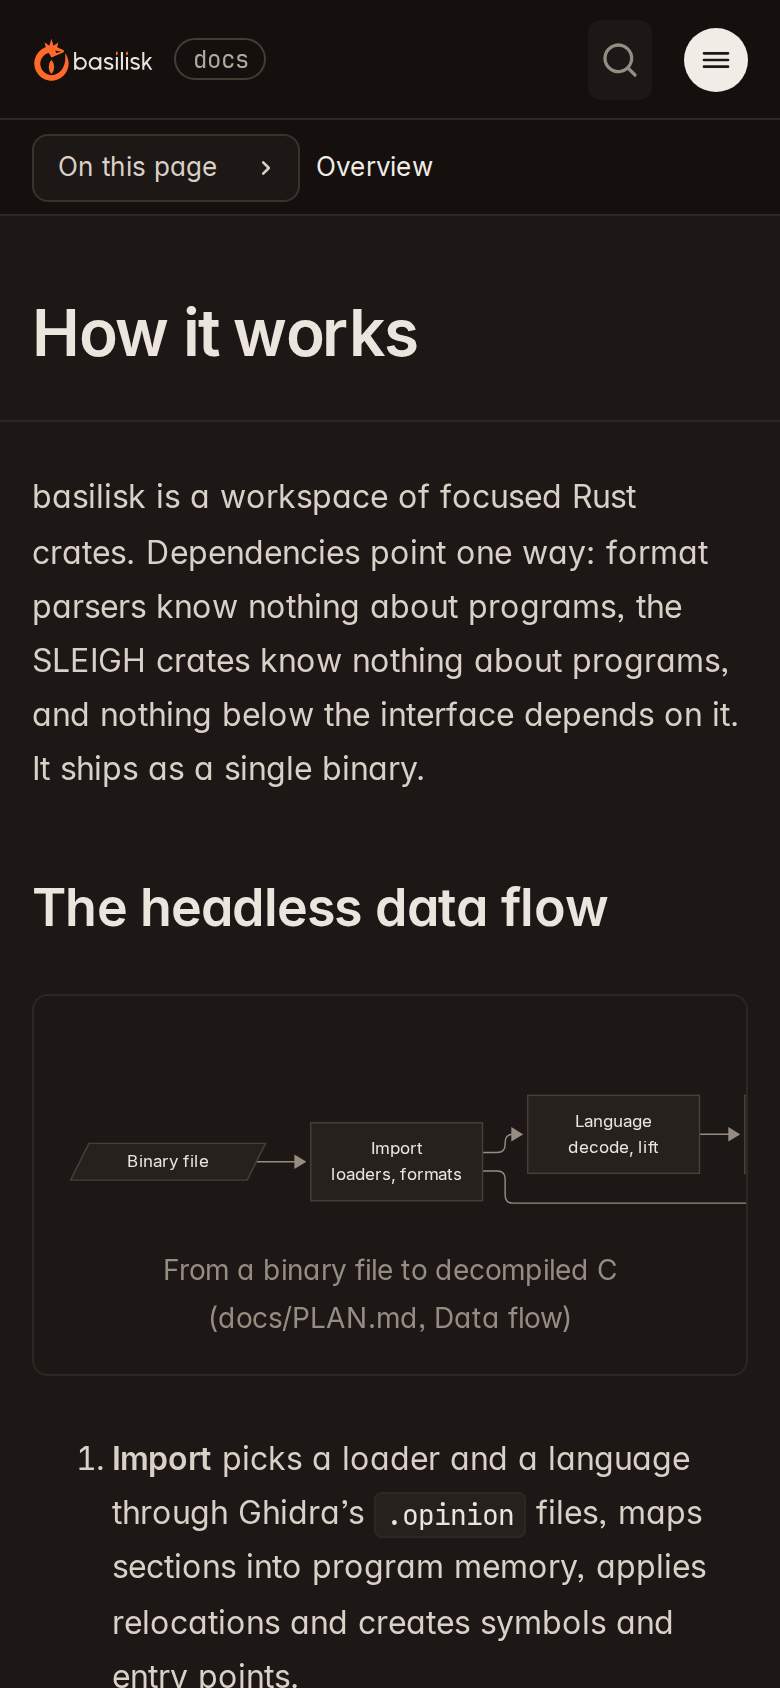 basilisk
docs
On this page
Overview
How it works
basilisk is a workspace of focused Rust
crates. Dependencies point one way: format
parsers know nothing about programs, the
SLEIGH crates know nothing about programs,
and nothing below the interface depends on it.
It ships as a single binary.
The headless data flow
Binary file
Import
loaders, formats
Language
decode, lift
From a binary file to decompiled C
(docs/PLAN.md, Data flow)
1. Import picks a loader and a language
through Ghidra’s .opinion files, maps
sections into program memory, applies
relocations and creates symbols and
entry points.